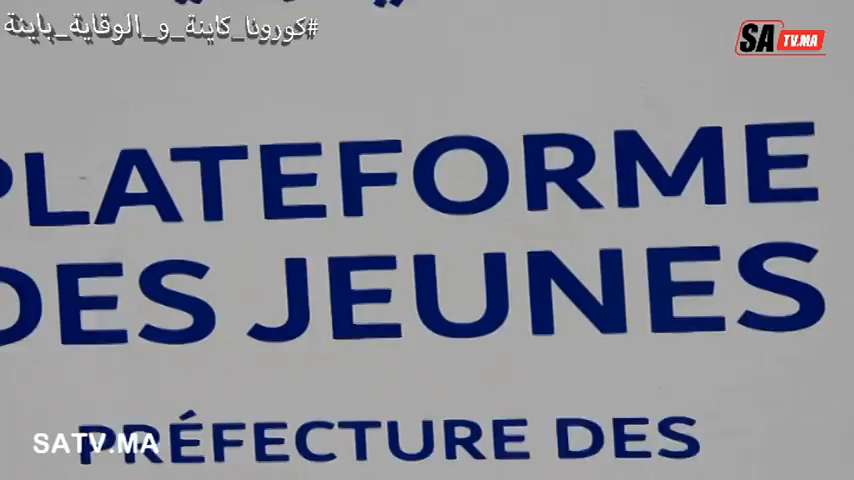 #كورونا_كاينة_و_الوقاية_باينة
SA TV.MA
PLATEFORME
DES JEUNES
PRÉFECTURE DES
SATV.MA